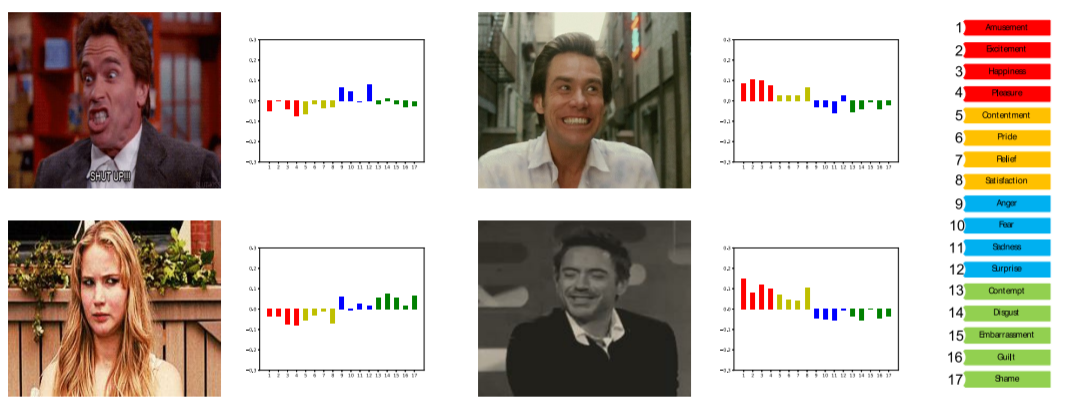 SHUT UP!!!
0.3
0.2
0.1
0.0
−0.1
−0.2
−0.3
1 2 3 4 5 6 7 8 9 10 11 12 13 14 15 16 17
0.3
0.2
0.1
0.0
−0.1
−0.2
−0.3
1 2 3 4 5 6 7 8 9 10 11 12 13 14 15 16 17
0.3
0.2
0.1
0.0
−0.1
−0.2
−0.3
1 2 3 4 5 6 7 8 9 10 11 12 13 14 15 16 17
0.3
0.2
0.1
0.0
−0.1
−0.2
−0.3
1 2 3 4 5 6 7 8 9 10 11 12 13 14 15 16 17
1 Amusement
2 Excitement
3 Happiness
4 Pleasure
5 Contentment
6 Pride
7 Relief
8 Satisfaction
9 Anger
10 Fear
11 Sadness
12 Surprise
13 Contempt
14 Disgust
15 Embarrassment
16 Guilt
17 Shame